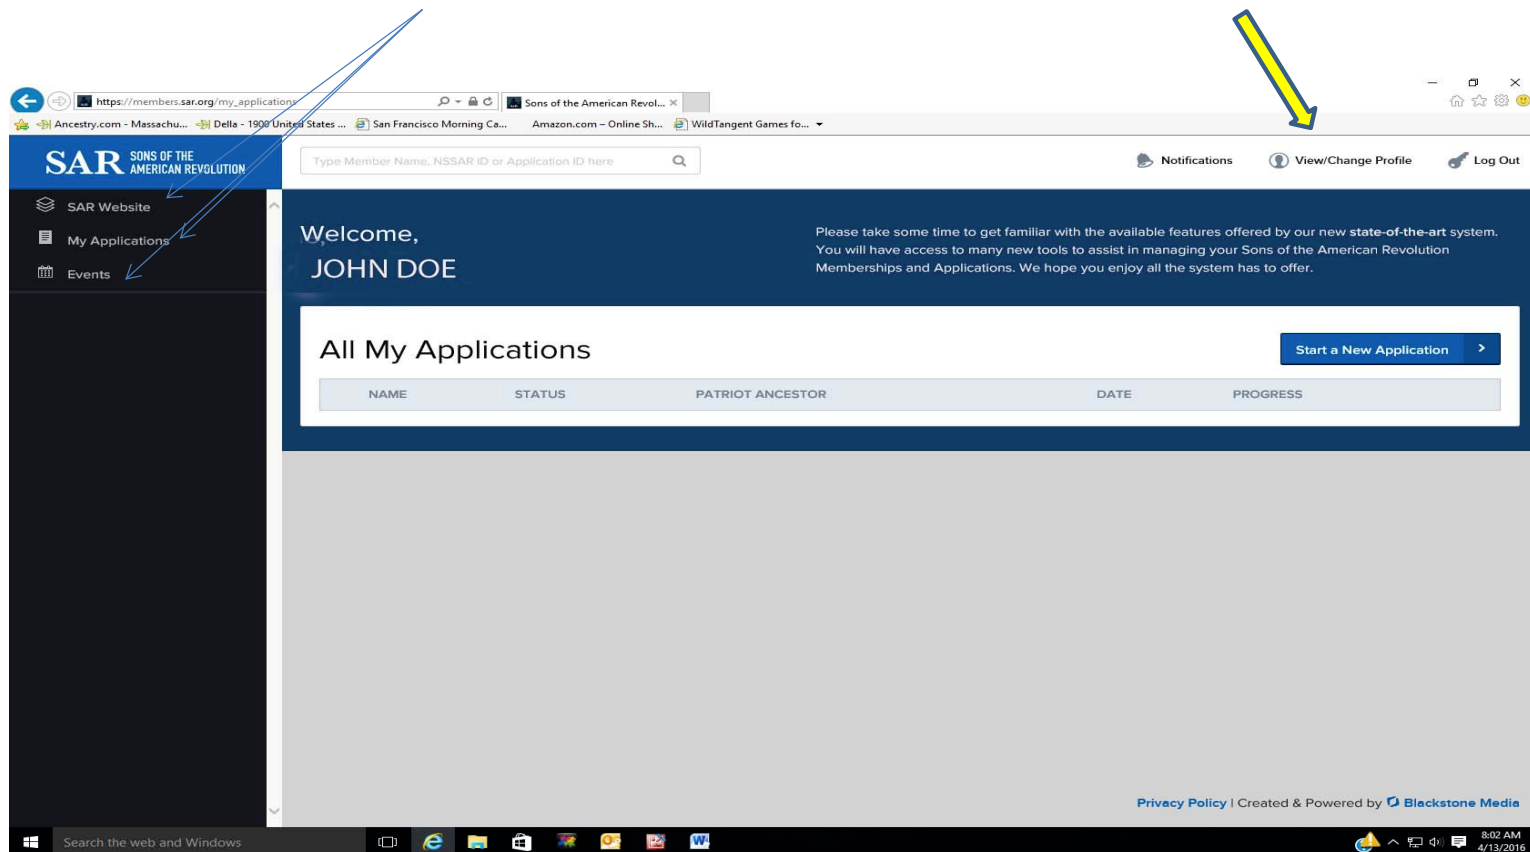 https://members.sar.org/my_applications
Sons of the American Revol...
Ancestry.com - Massachu...
Della - 1900 United States ...
San Francisco Morning Ca...
Amazon.com – Online Sh...
WildTangent Games fo...
SAR SONS OF THE
AMERICAN REVOLUTION
Type Member Name, NSSAR ID or Application ID here
Notifications
View/Change Profile
Log Out
SAR Website
My Applications
Events
Welcome,
JOHN DOE
Please take some time to get familiar with the available features offered by our new state-of-the-art system.
You will have access to many new tools to assist in managing your Sons of the American Revolution
Memberships and Applications. We hope you enjoy all the system has to offer.
All My Applications
Start a New Application
NAME STATUS PATRIOT ANCESTOR DATE PROGRESS
Privacy Policy | Created & Powered by Blackstone Media
Search the web and Windows
8:02 AM
4/13/2016